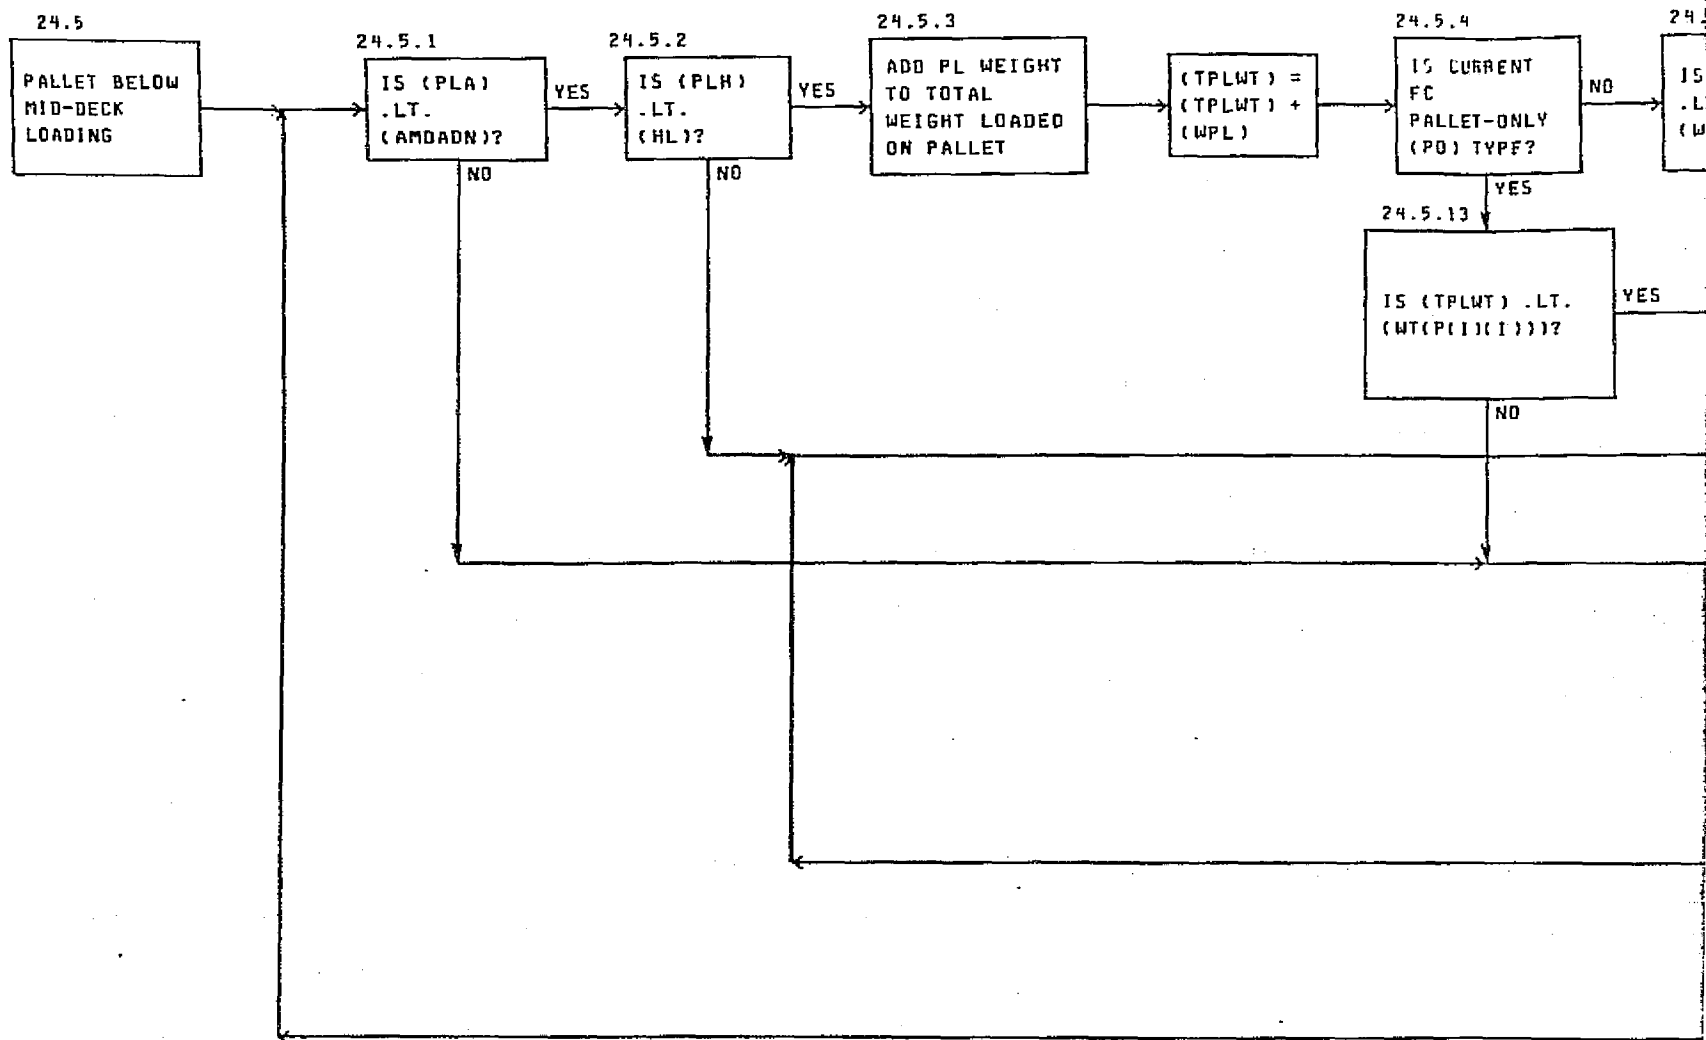 24.5
PALLET BELOW
MID-DECK
LOADING
24.5.1
IS (PLA)
.LT.
(AMDADN)?
YES
NO
24.5.2
IS (PLH)
.LT.
(HL)?
YES
NO
24.5.3
ADD PL WEIGHT
TO TOTAL
WEIGHT LOADED
ON PALLET
(TPLWT) =
(TPLWT) +
(WPL)
24.5.4
IS CURRENT
FC
PALLET-ONLY
(PO) TYPE?
NO
YES
24.5.13
IS (TPLWT) .LT.
(WT(P(I)(I)))?
YES
NO
24.
IS
.L
(W